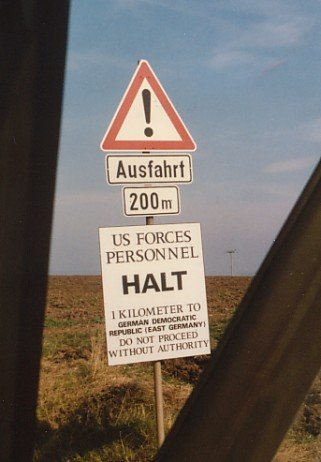 !
Ausfahrt
200m
US FORCES
PERSONNEL
HALT
1 KILOMETER TO
GERMAN DEMOCRATIC
REPUBLIC (EAST GERMANY)
DO NOT PROCEED
WITHOUT AUTHORITY